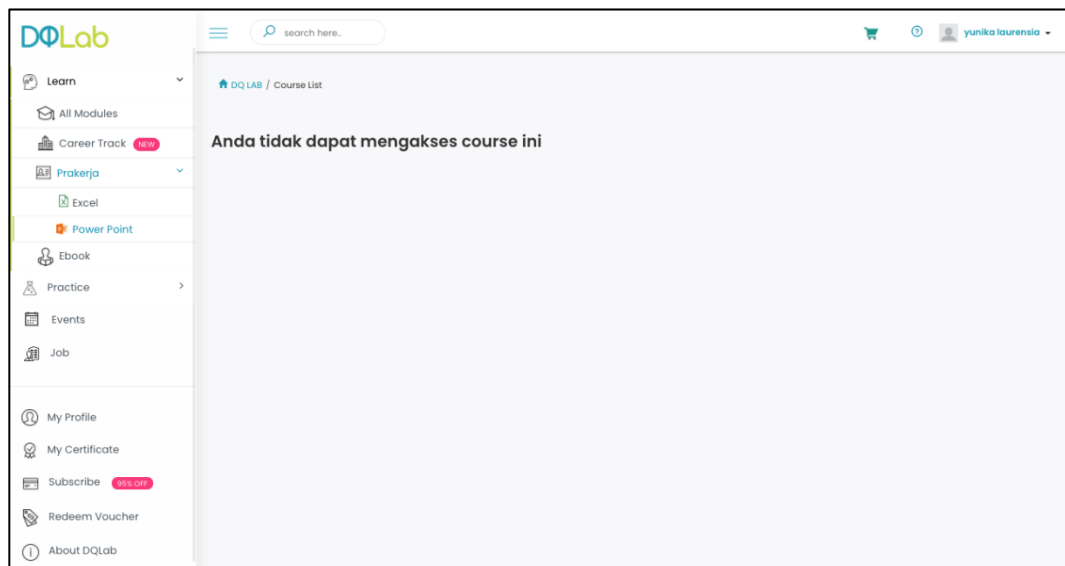 DQLab
Learn
All Modules
Career Track NEW
Prakerja
Excel
Power Point
Ebook
Practice
Events
Job
My Profile
My Certificate
Subscribe 95% OFF
Redeem Voucher
About DQLab
search here..
yunika laurensia
DQ LAB / Course List
Anda tidak dapat mengakses course ini